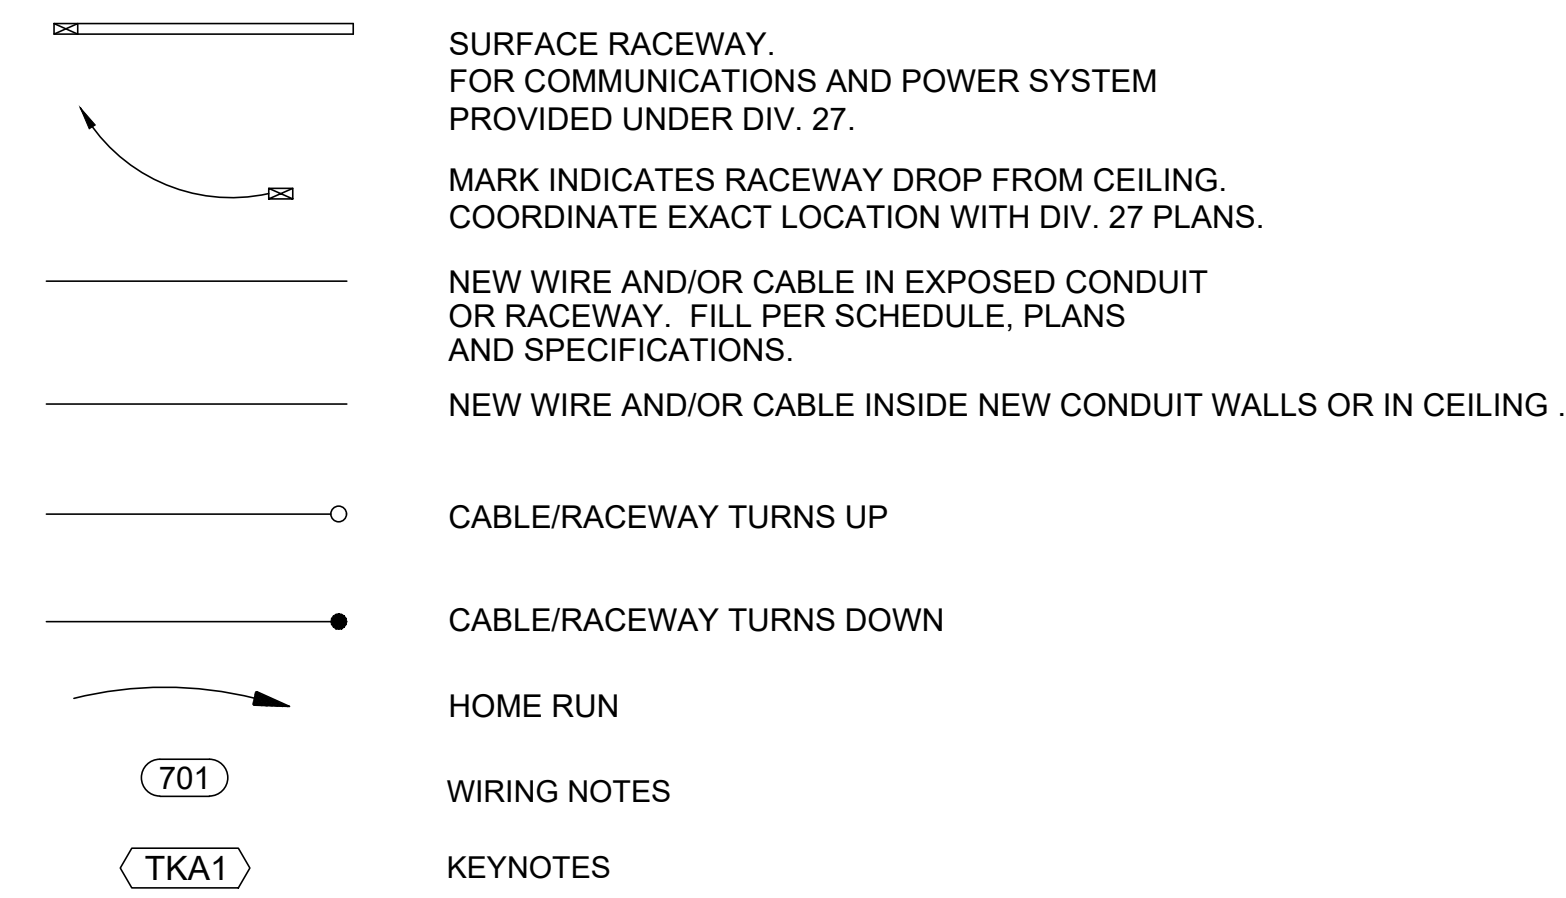 SURFACE RACEWAY.
FOR COMMUNICATIONS AND POWER SYSTEM
PROVIDED UNDER DIV. 27.
MARK INDICATES RACEWAY DROP FROM CEILING.
COORDINATE EXACT LOCATION WITH DIV. 27 PLANS.
NEW WIRE AND/OR CABLE IN EXPOSED CONDUIT
OR RACEWAY. FILL PER SCHEDULE, PLANS
AND SPECIFICATIONS.
NEW WIRE AND/OR CABLE INSIDE NEW CONDUIT WALLS OR IN CEILING .
CABLE/RACEWAY TURNS UP
CABLE/RACEWAY TURNS DOWN
HOME RUN
701
WIRING NOTES
TKA1
KEYNOTES